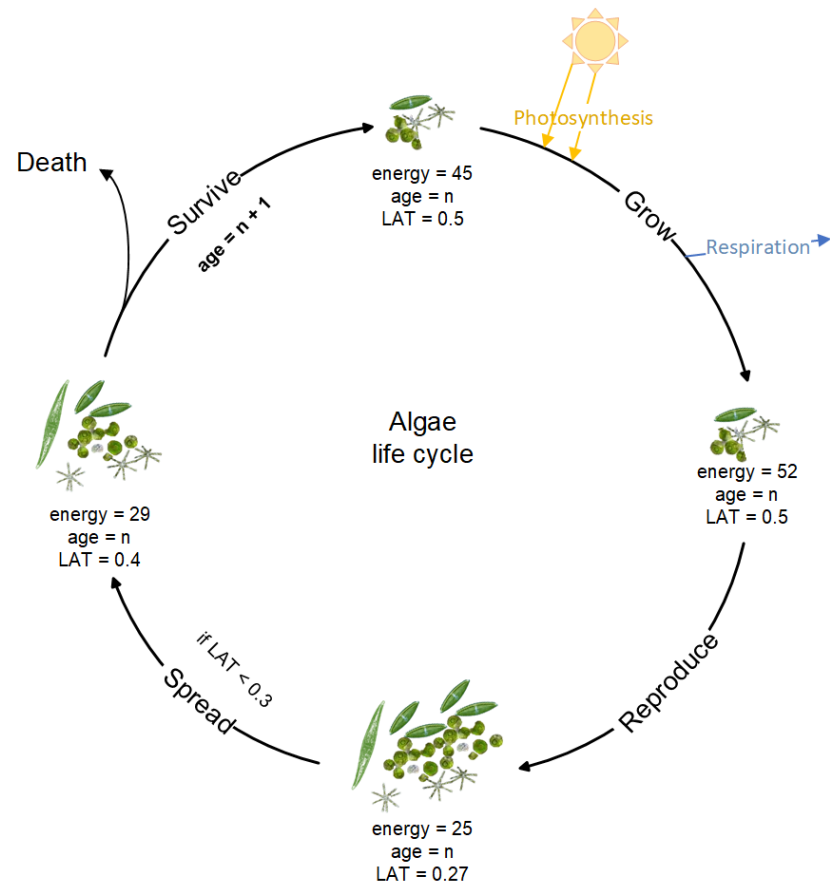 Photosynthesis
Death
Survive
age = n + 1
energy = 45
age = n
LAT = 0.5
Grow
Respiration
Algae
life cycle
energy = 52
age = n
LAT = 0.5
energy = 29
age = n
LAT = 0.4
if LAT < 0.3
Spread
Reproduce
energy = 25
age = n
LAT = 0.27